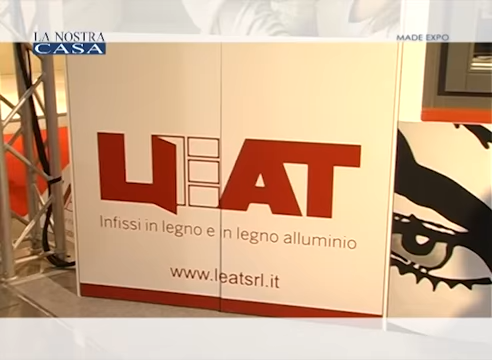 LA NOSTRA
CASA
MADE EXPO
LEAT
Infissi in legno e in legno alluminio
www.leatsrl.it